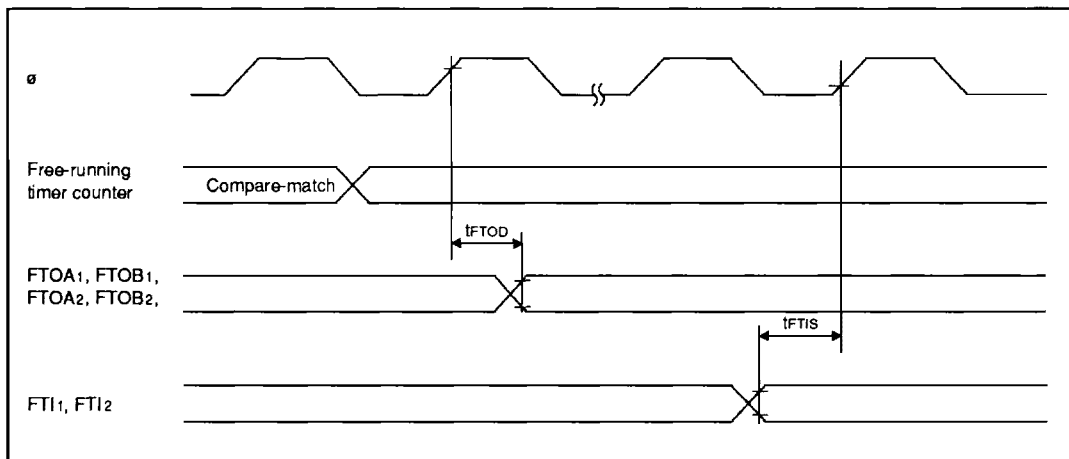 ø
Free-running
timer counter
Compare-match
tFTOD
FTOA1, FTOB1,
FTOA2, FTOB2,
tFTIS
FTI1, FTI2